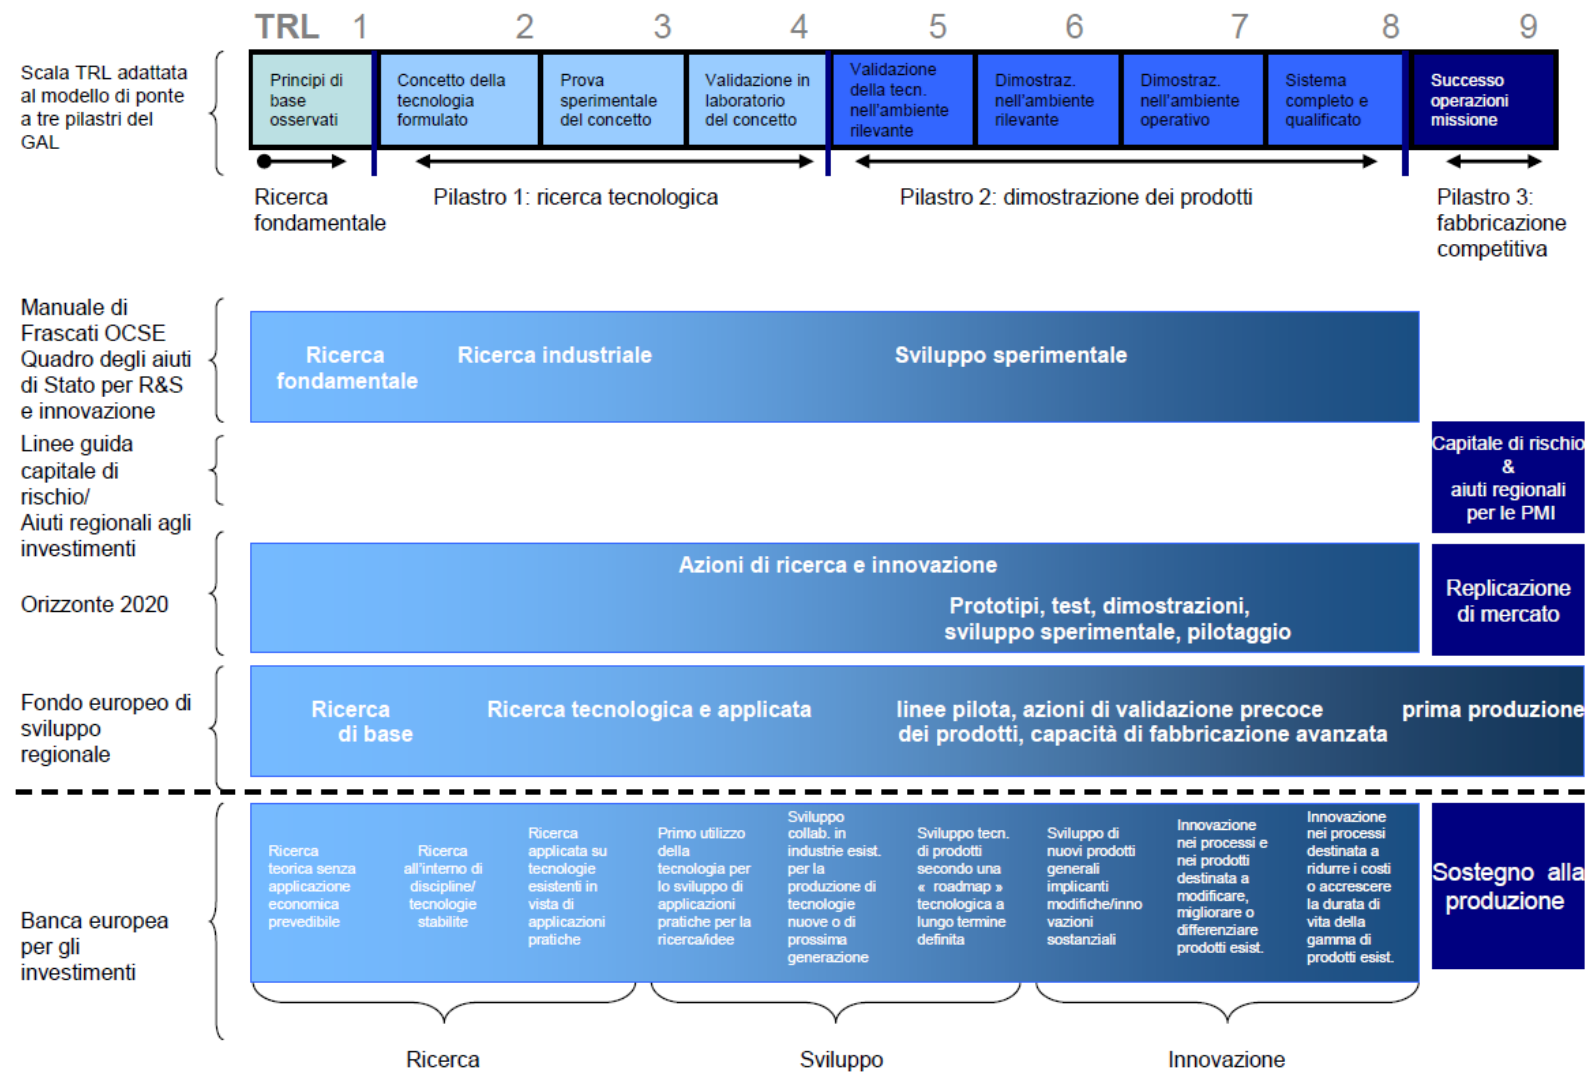 TRL 1 2 3 4 5 6 7 8 9
Scala TRL adattata
al modello di ponte
a tre pilastri del
GAL
Principi di
base
osservati
Concetto della
tecnologia
formulato
Prova
sperimentale
del concetto
Validazione in
laboratorio
del concetto
Validazione
della tecn.
nell'ambiente
rilevante
Dimostraz.
nell'ambiente
rilevante
Dimostraz.
nell'ambiente
operativo
Sistema
completo e
qualificato
Successo
operazioni
missione
Ricerca
fondamentale
Pilastro 1: ricerca tecnologica
Pilastro 2: dimostrazione dei prodotti
Pilastro 3:
fabbricazione
competitiva
Manuale di
Frascati OCSE
Quadro degli aiuti
di Stato per R&S
e innovazione
Ricerca
fondamentale
Ricerca industriale
Sviluppo sperimentale
Linee guida
capitale di
rischio/
Aiuti regionali agli
investimenti
Capitale di rischio
&
aiuti regionali
per le PMI
Orizzonte 2020
Azioni di ricerca e innovazione
Prototipi, test, dimostrazioni,
sviluppo sperimentale, pilotaggio
Replicazione
di mercato
Fondo europeo di
sviluppo
regionale
Ricerca
di base
Ricerca tecnologica e applicata
linee pilota, azioni di validazione precoce
dei prodotti, capacità di fabbricazione avanzata
prima produzione
Banca europea
per gli
investimenti
Ricerca
teorica senza
applicazione
economica
prevedibile
Ricerca
all'interno di
discipline/
tecnologie
stabilite
Ricerca
applicata su
tecnologie
esistenti in
vista di
applicazioni
pratiche
Primo utilizzo
della
tecnologia per
lo sviluppo di
applicazioni
pratiche per la
ricerca/idee
Sviluppo
collab. in
industrie esist.
per la
produzione di
tecnologie
nuove o di
prossima
generazione
Sviluppo tecn.
di prodotti
secondo una
« roadmap »
tecnologica a
lungo termine
definita
Sviluppo di
nuovi prodotti
generali
implicanti
modifiche/inno
vazioni
sostanziali
Innovazione
nei processi e
nei prodotti
destinata a
modificare,
migliorare o
differenziare
prodotti esist.
Innovazione
nei processi
destinata a
ridurre i costi
o accrescere
la durata di
vita della
gamma di
prodotti esist.
Sostegno alla
produzione
Ricerca
Sviluppo
Innovazione